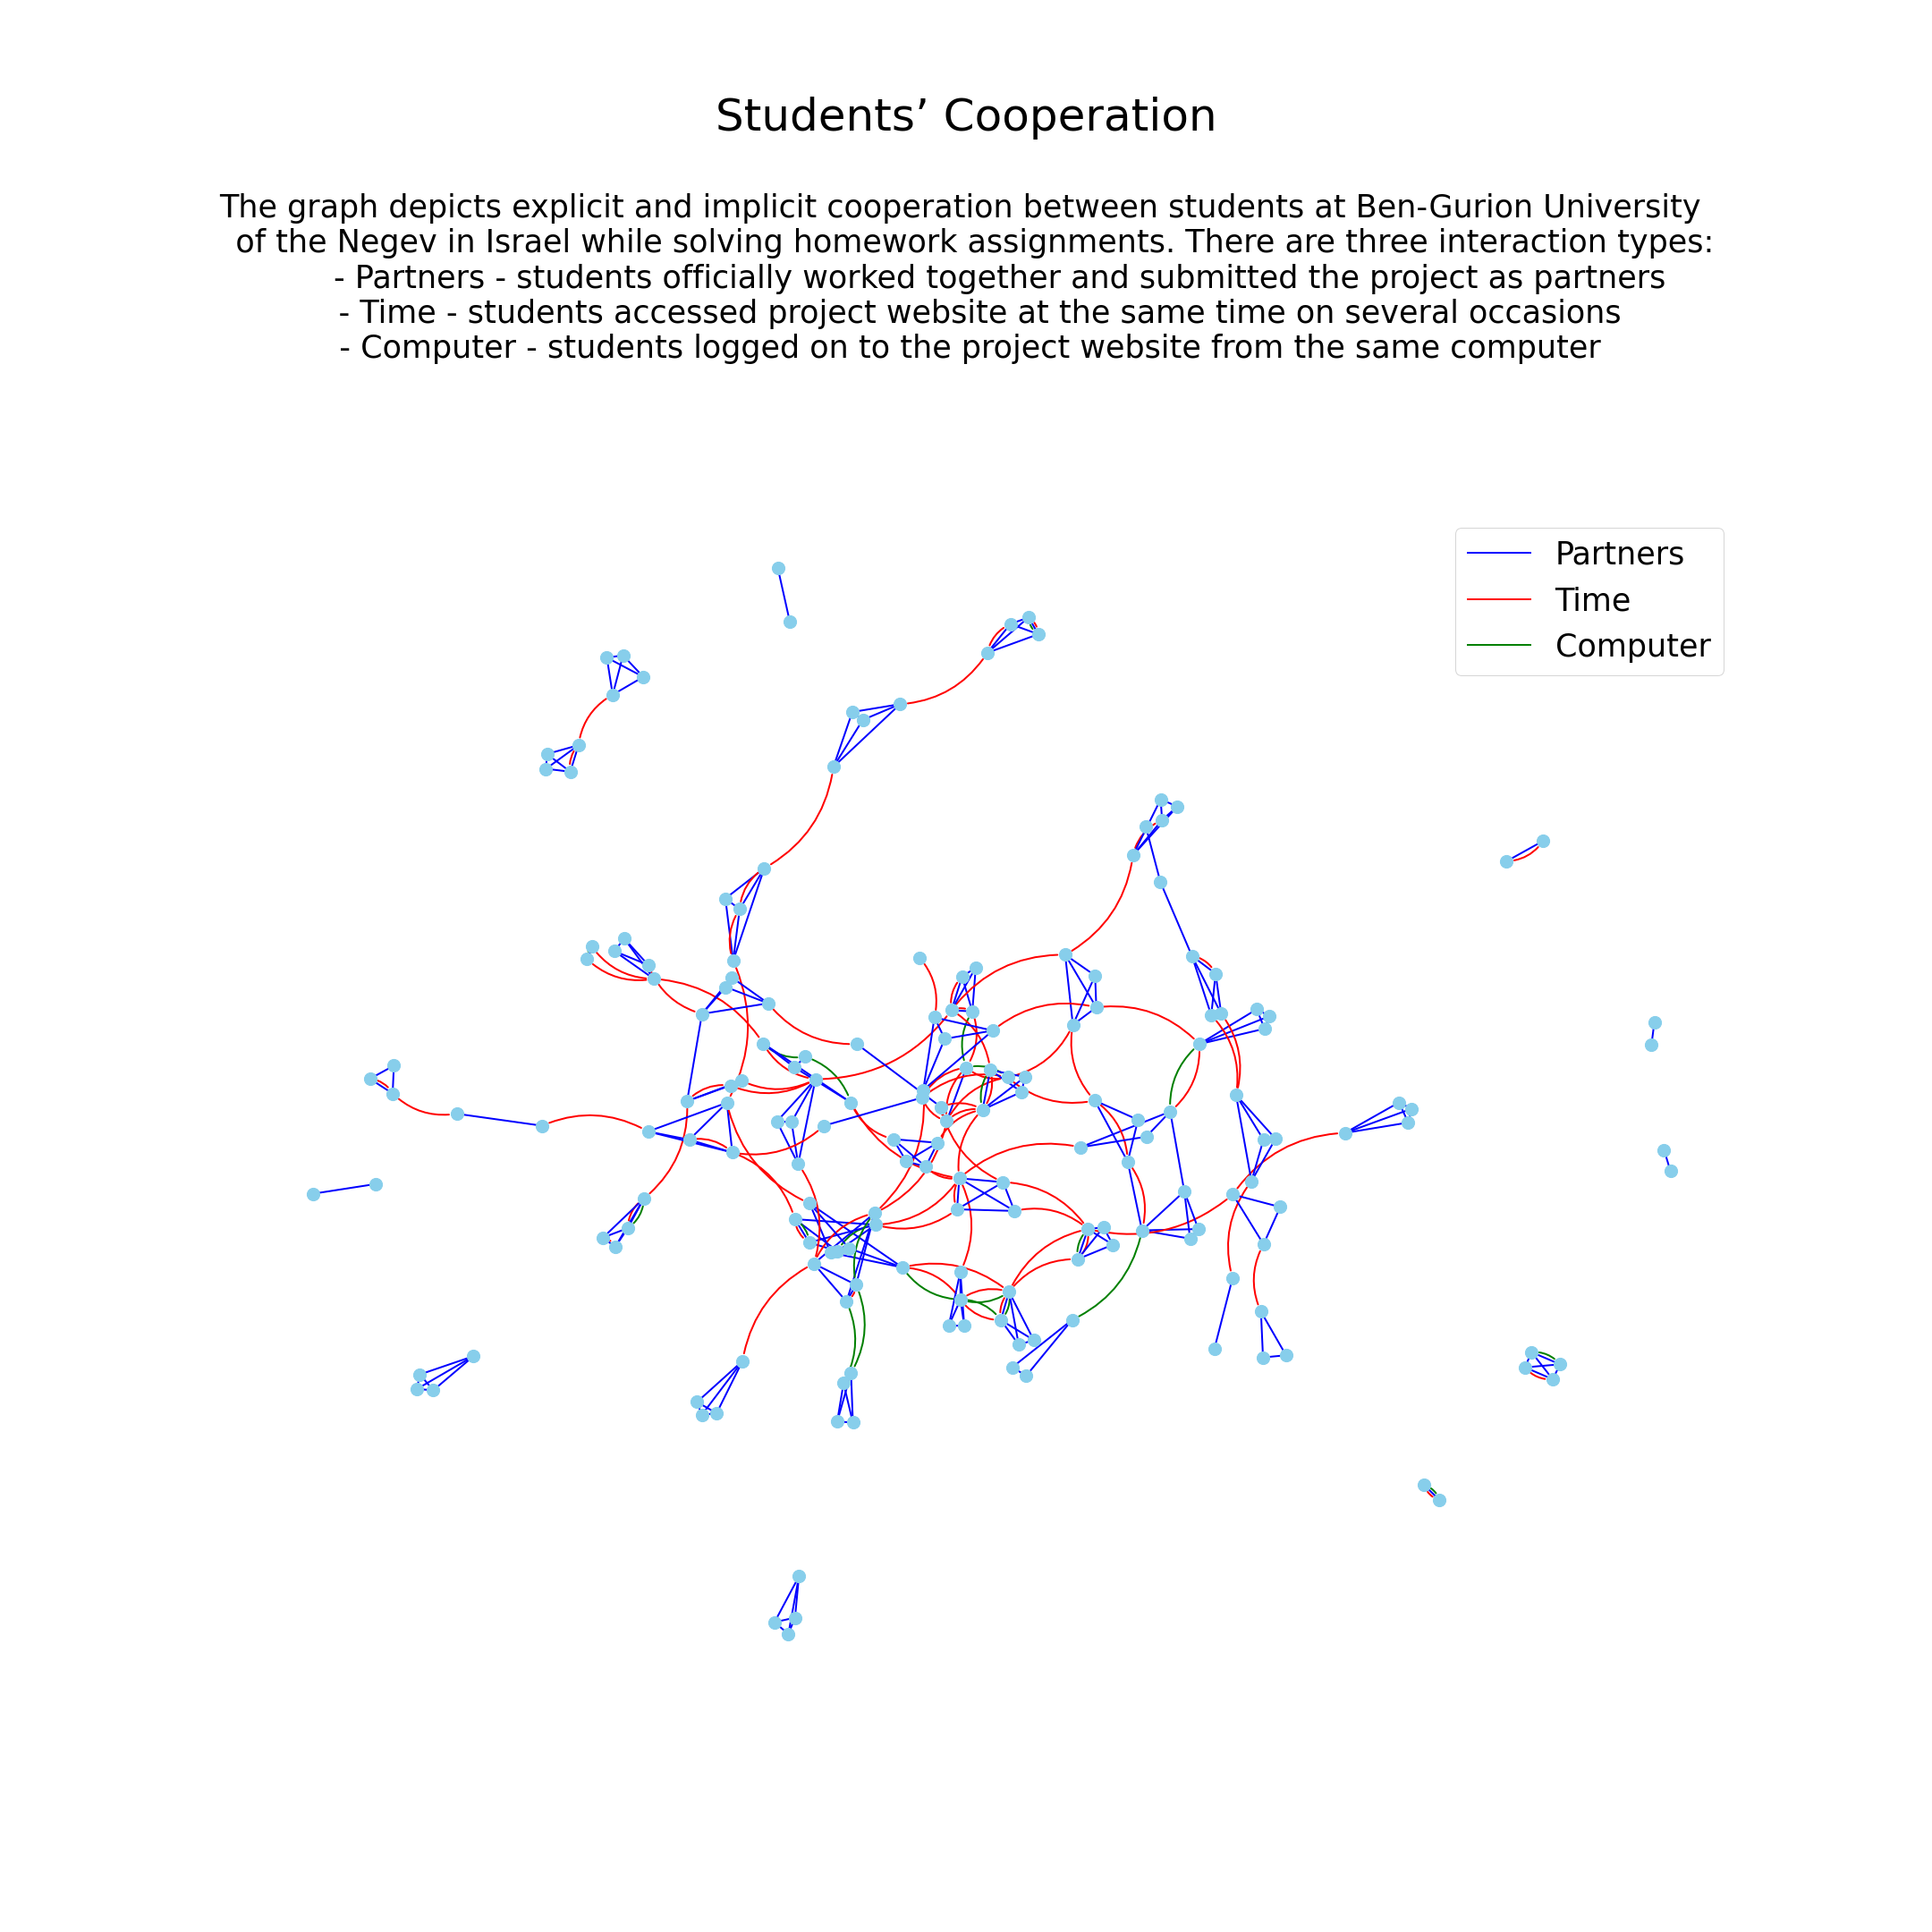 Students’ Cooperation
The graph depicts explicit and implicit cooperation between students at Ben-Gurion University
of the Negev in Israel while solving homework assignments. There are three interaction types:
- Partners - students officially worked together and submitted the project as partners
- Time - students accessed project website at the same time on several occasions
- Computer - students logged on to the project website from the same computer
Partners
Time
Computer